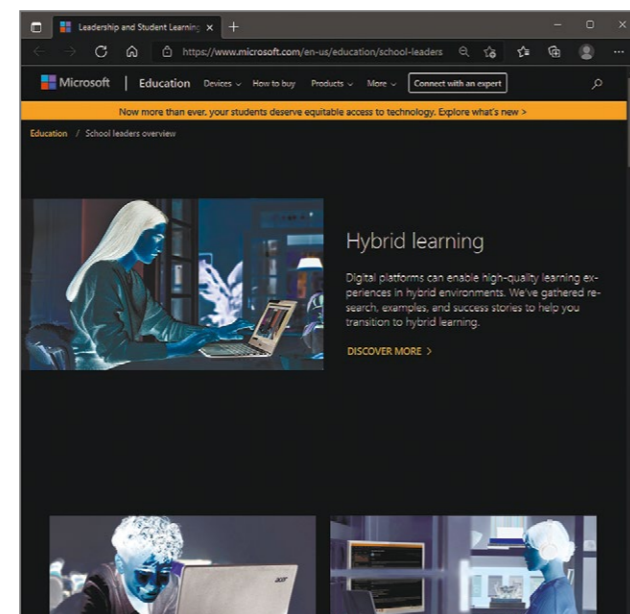 Leadership and Student Learning
https://www.microsoft.com/en-us/education/school-leaders
Microsoft | Education Devices How to buy Products More Connect with an expert
Now more than ever, your students deserve equitable access to technology. Explore what's new >
Education / School leaders overview
Hybrid learning
Digital platforms can enable high-quality learning ex-
periences in hybrid environments. We've gathered re-
search, examples, and success stories to help you
transition to hybrid learning.
DISCOVER MORE >
acer